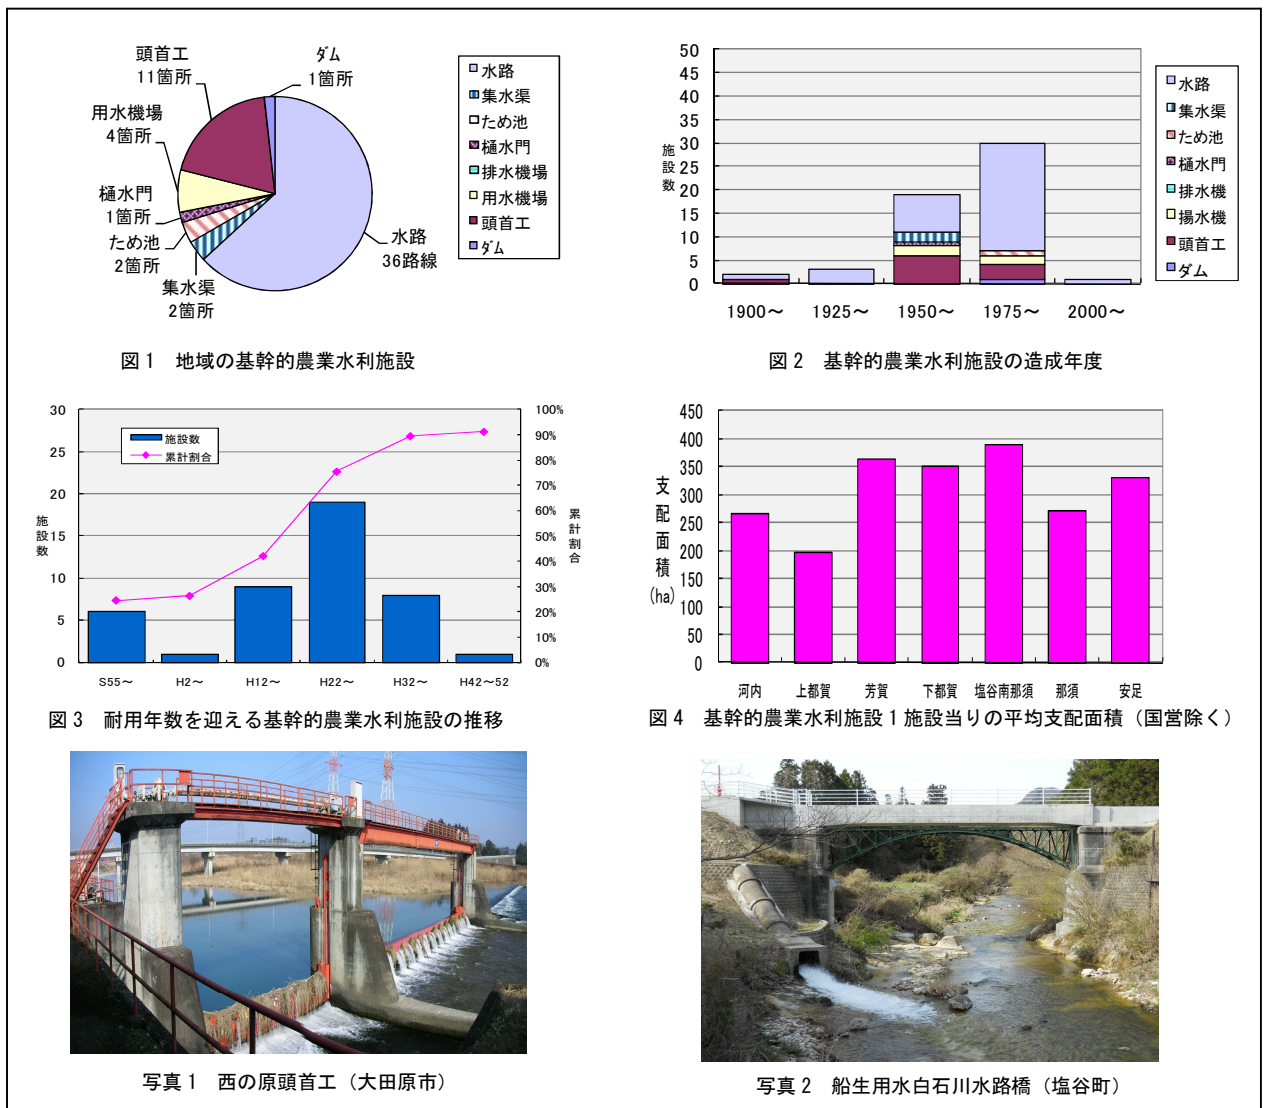 頭首工
11箇所
ダム
1箇所
用水機場
4箇所
樋水門
1箇所
ため池
2箇所
集水渠
2箇所
水路
36路線
水路
集水渠
ため池
樋水門
排水機場
用水機場
頭首工
ダム
図1 地域の基幹的農業水利施設
50
45
40
35
30
25
20
15
10
5
0
施設数
1900～ 1925～ 1950～ 1975～ 2000～
水路
集水渠
ため池
樋水門
排水機
揚水機
頭首工
ダム
図2 基幹的農業水利施設の造成年度
30
25
20
15
10
5
0
施設数
施設数
累計割合
100%
90%
80%
70%
60%
50%
40%
30%
20%
10%
0%
累計割合
S55～ H2～ H12～ H22～ H32～ H42～52
図3 耐用年数を迎える基幹的農業水利施設の推移
450
400
350
300
250
200
150
100
50
0
支配面積(ha)
河内 上都賀 芳賀 下都賀 塩谷南那須 那須 安足
図4 基幹的農業水利施設1施設当りの平均支配面積（国営除く）
写真1 西の原頭首工（大田原市）
写真2 船生用水白石川水路橋（塩谷町）